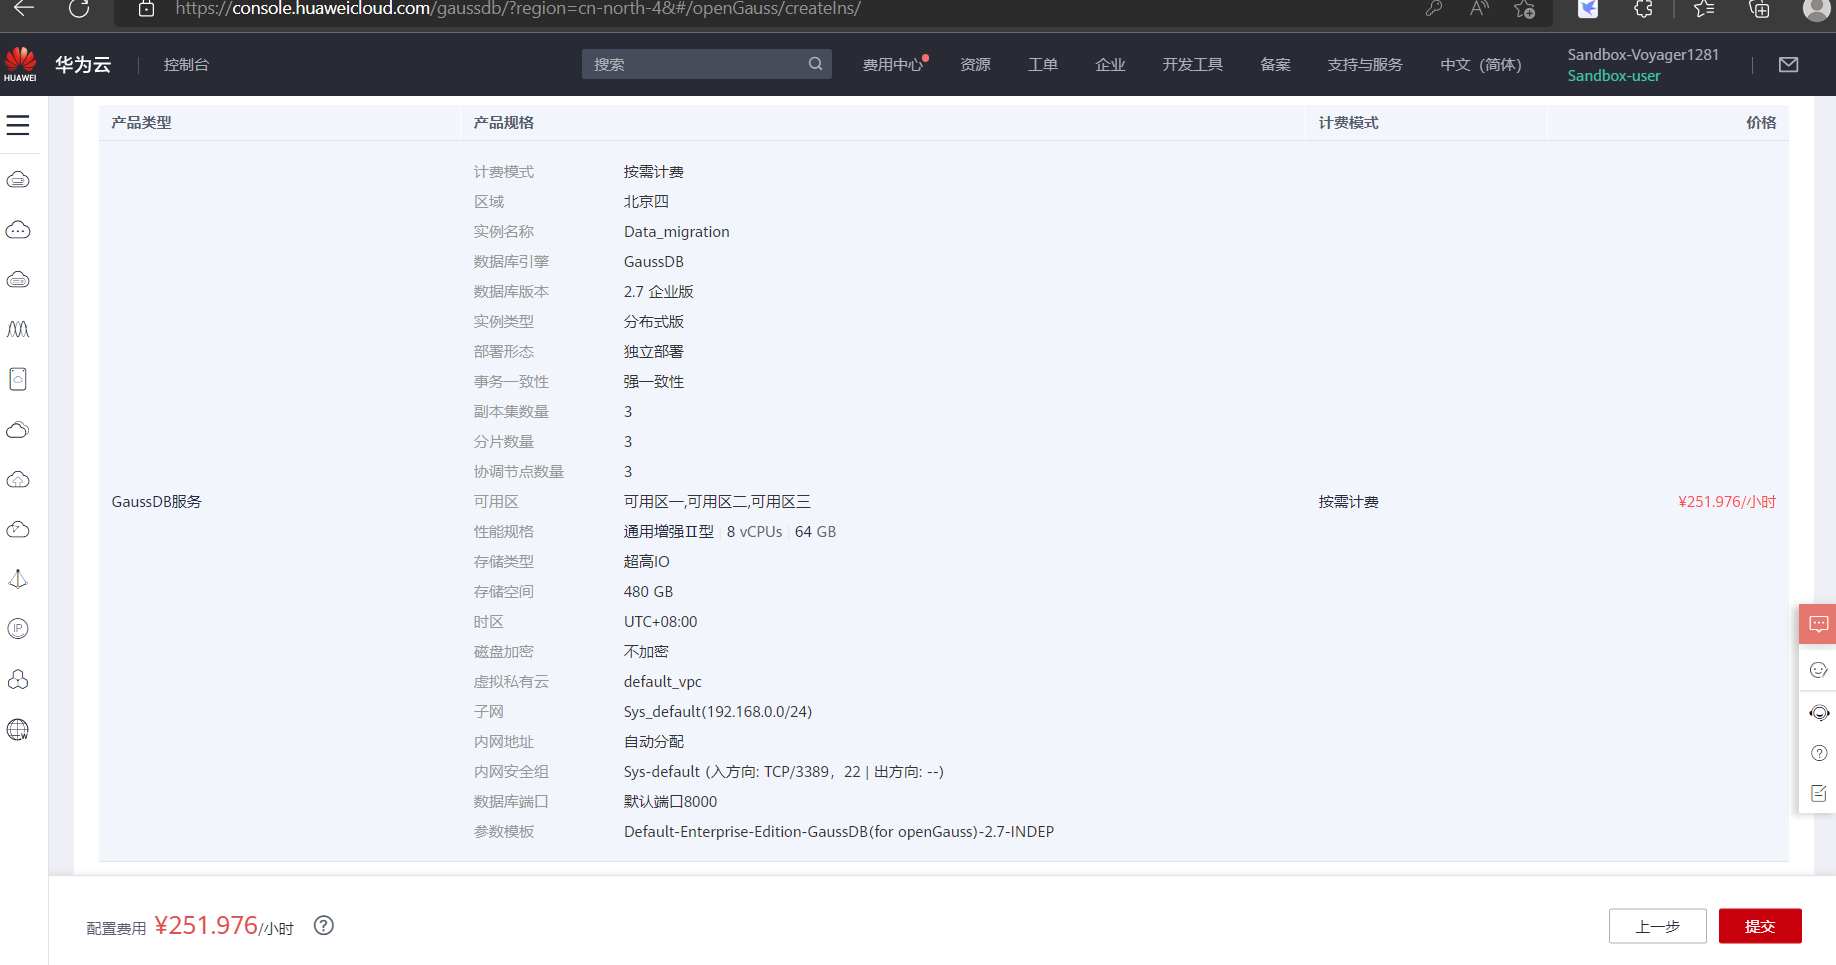 https://console.huaweicloud.com/gaussdb/?region=cn-north-4&#/openGauss/createIns/
HUAWEI
华为云
控制台
搜索
费用中心
资源
工单
企业
开发工具
备案
支持与服务
中文（简体）
Sandbox-Voyager1281
Sandbox-user
产品类型 产品规格 计费模式 价格
计费模式 按需计费
区域 北京四
实例名称 Data_migration
数据库引擎 GaussDB
数据库版本 2.7 企业版
实例类型 分布式版
部署形态 独立部署
事务一致性 强一致性
副本集数量 3
分片数量 3
协调节点数量 3
GaussDB服务 可用区 可用区一,可用区二,可用区三 按需计费 ¥251.976/小时
性能规格 通用增强II型 | 8 vCPUs | 64 GB
存储类型 超高IO
存储空间 480 GB
时区 UTC+08:00
磁盘加密 不加密
虚拟私有云 default_vpc
子网 Sys_default(192.168.0.0/24)
内网地址 自动分配
内网安全组 Sys-default (入方向: TCP/3389，22 | 出方向: --)
数据库端口 默认端口8000
参数模板 Default-Enterprise-Edition-GaussDB(for openGauss)-2.7-INDEP
配置费用 ¥251.976/小时
上一步
提交